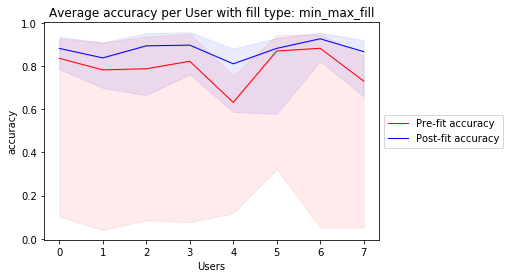 Average accuracy per User with fill type: min_max_fill
1.0
0.8
0.6
0.4
0.2
0.0
accuracy
0
1
2
3
4
5
6
7
Users
Pre-fit accuracy
Post-fit accuracy